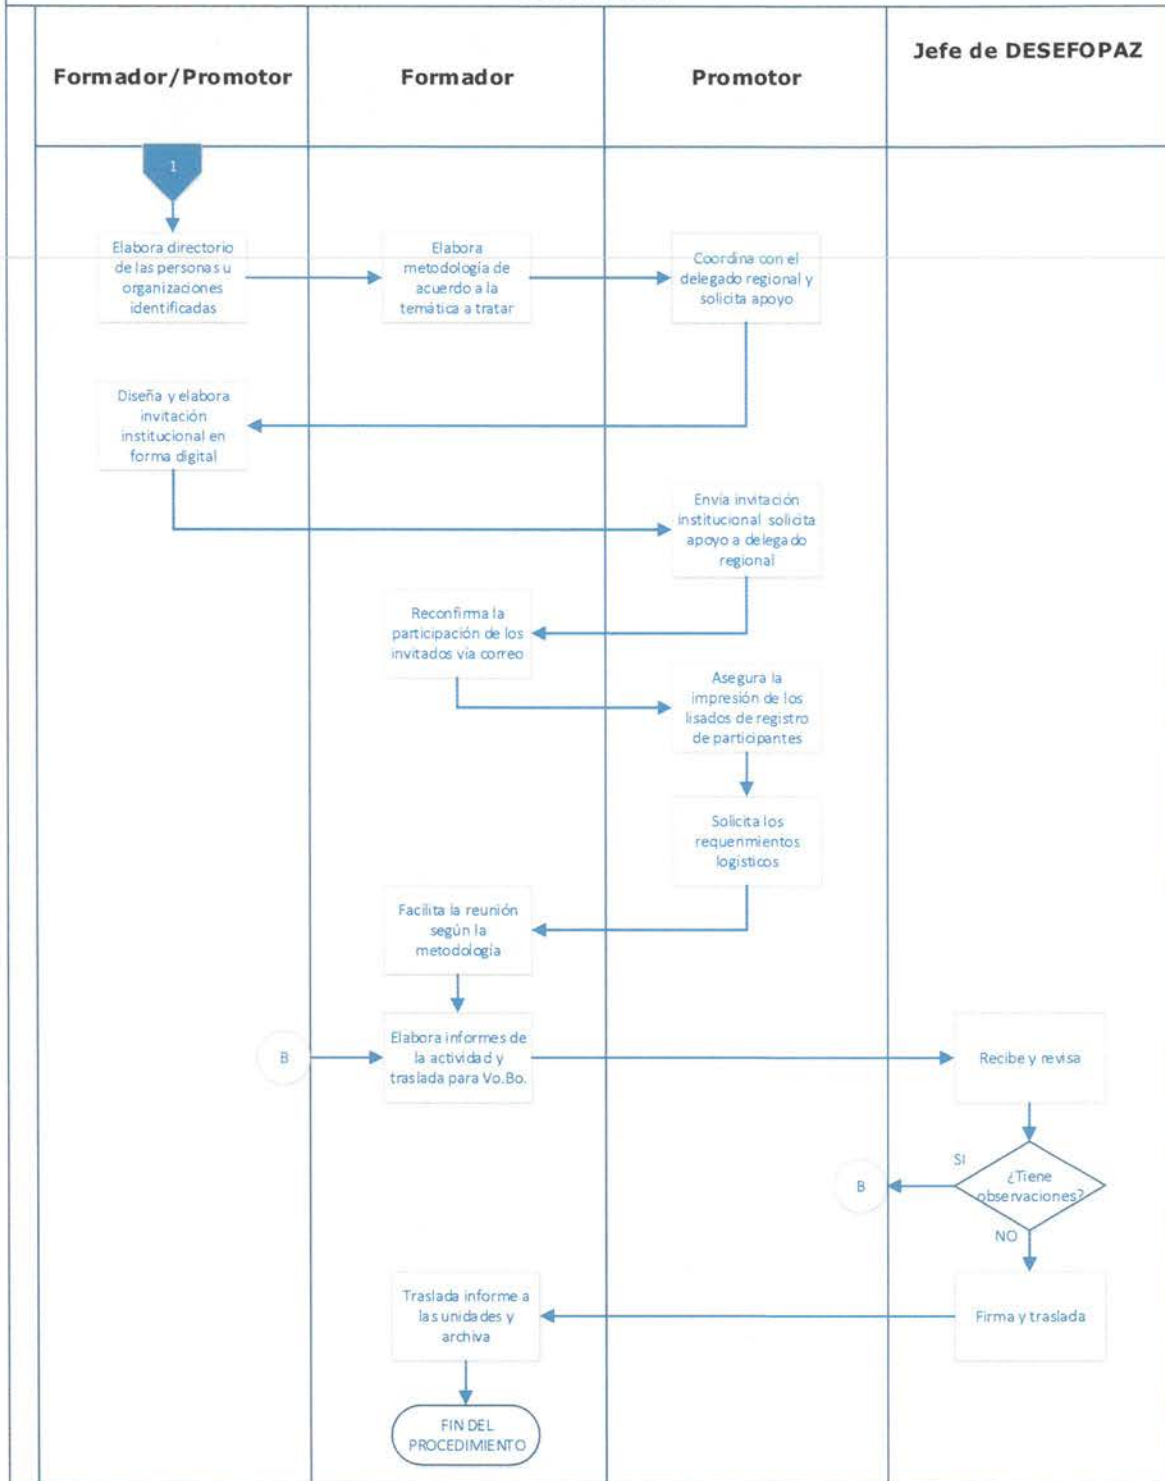 Formador/Promotor
Formador
Promotor
Jefe de DESEFOPAZ
1
Elabora directorio
de las personas u
organizaciones
identificadas
Elabora
metodología de
acuerdo a la
temática a tratar
Coordina con el
delegado regional y
solicita apoyo
Diseña y elabora
invitación
institucional en
forma digital
Envía invitación
institucional solicita
apoyo a delegado
regional
Reconfirma la
participación de los
invitados vía correo
Asegura la
impresión de los
lisados de registro
de participantes
Solicita los
requerimientos
logísticos
Facilita la reunión
según la
metodología
B
Elabora informes de
la actividad y
traslada para Vo.Bo.
Recibe y revisa
SI
B
¿Tiene
observaciones?
NO
Traslada informe a
las unidades y
archiva
Firma y traslada
FIN DEL
PROCEDIMIENTO